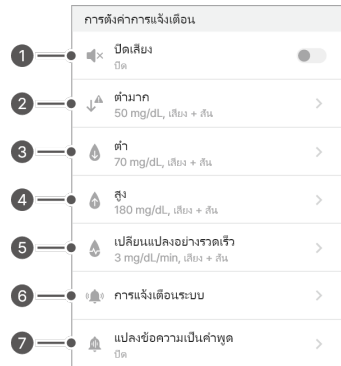 การตั้งค่าการแจ้งเตือน
1 ปิดเสียง
ปิด
2 ต่ำมาก
50 mg/dL, เสียง + สั่น
3 ต่ำ
70 mg/dL, เสียง + สั่น
4 สูง
180 mg/dL, เสียง + สั่น
5 เปลี่ยนแปลงอย่างรวดเร็ว
3 mg/dL/min, เสียง + สั่น
6 การแจ้งเตือนระบบ
7 แปลงข้อความเป็นคำพูด
ปิด